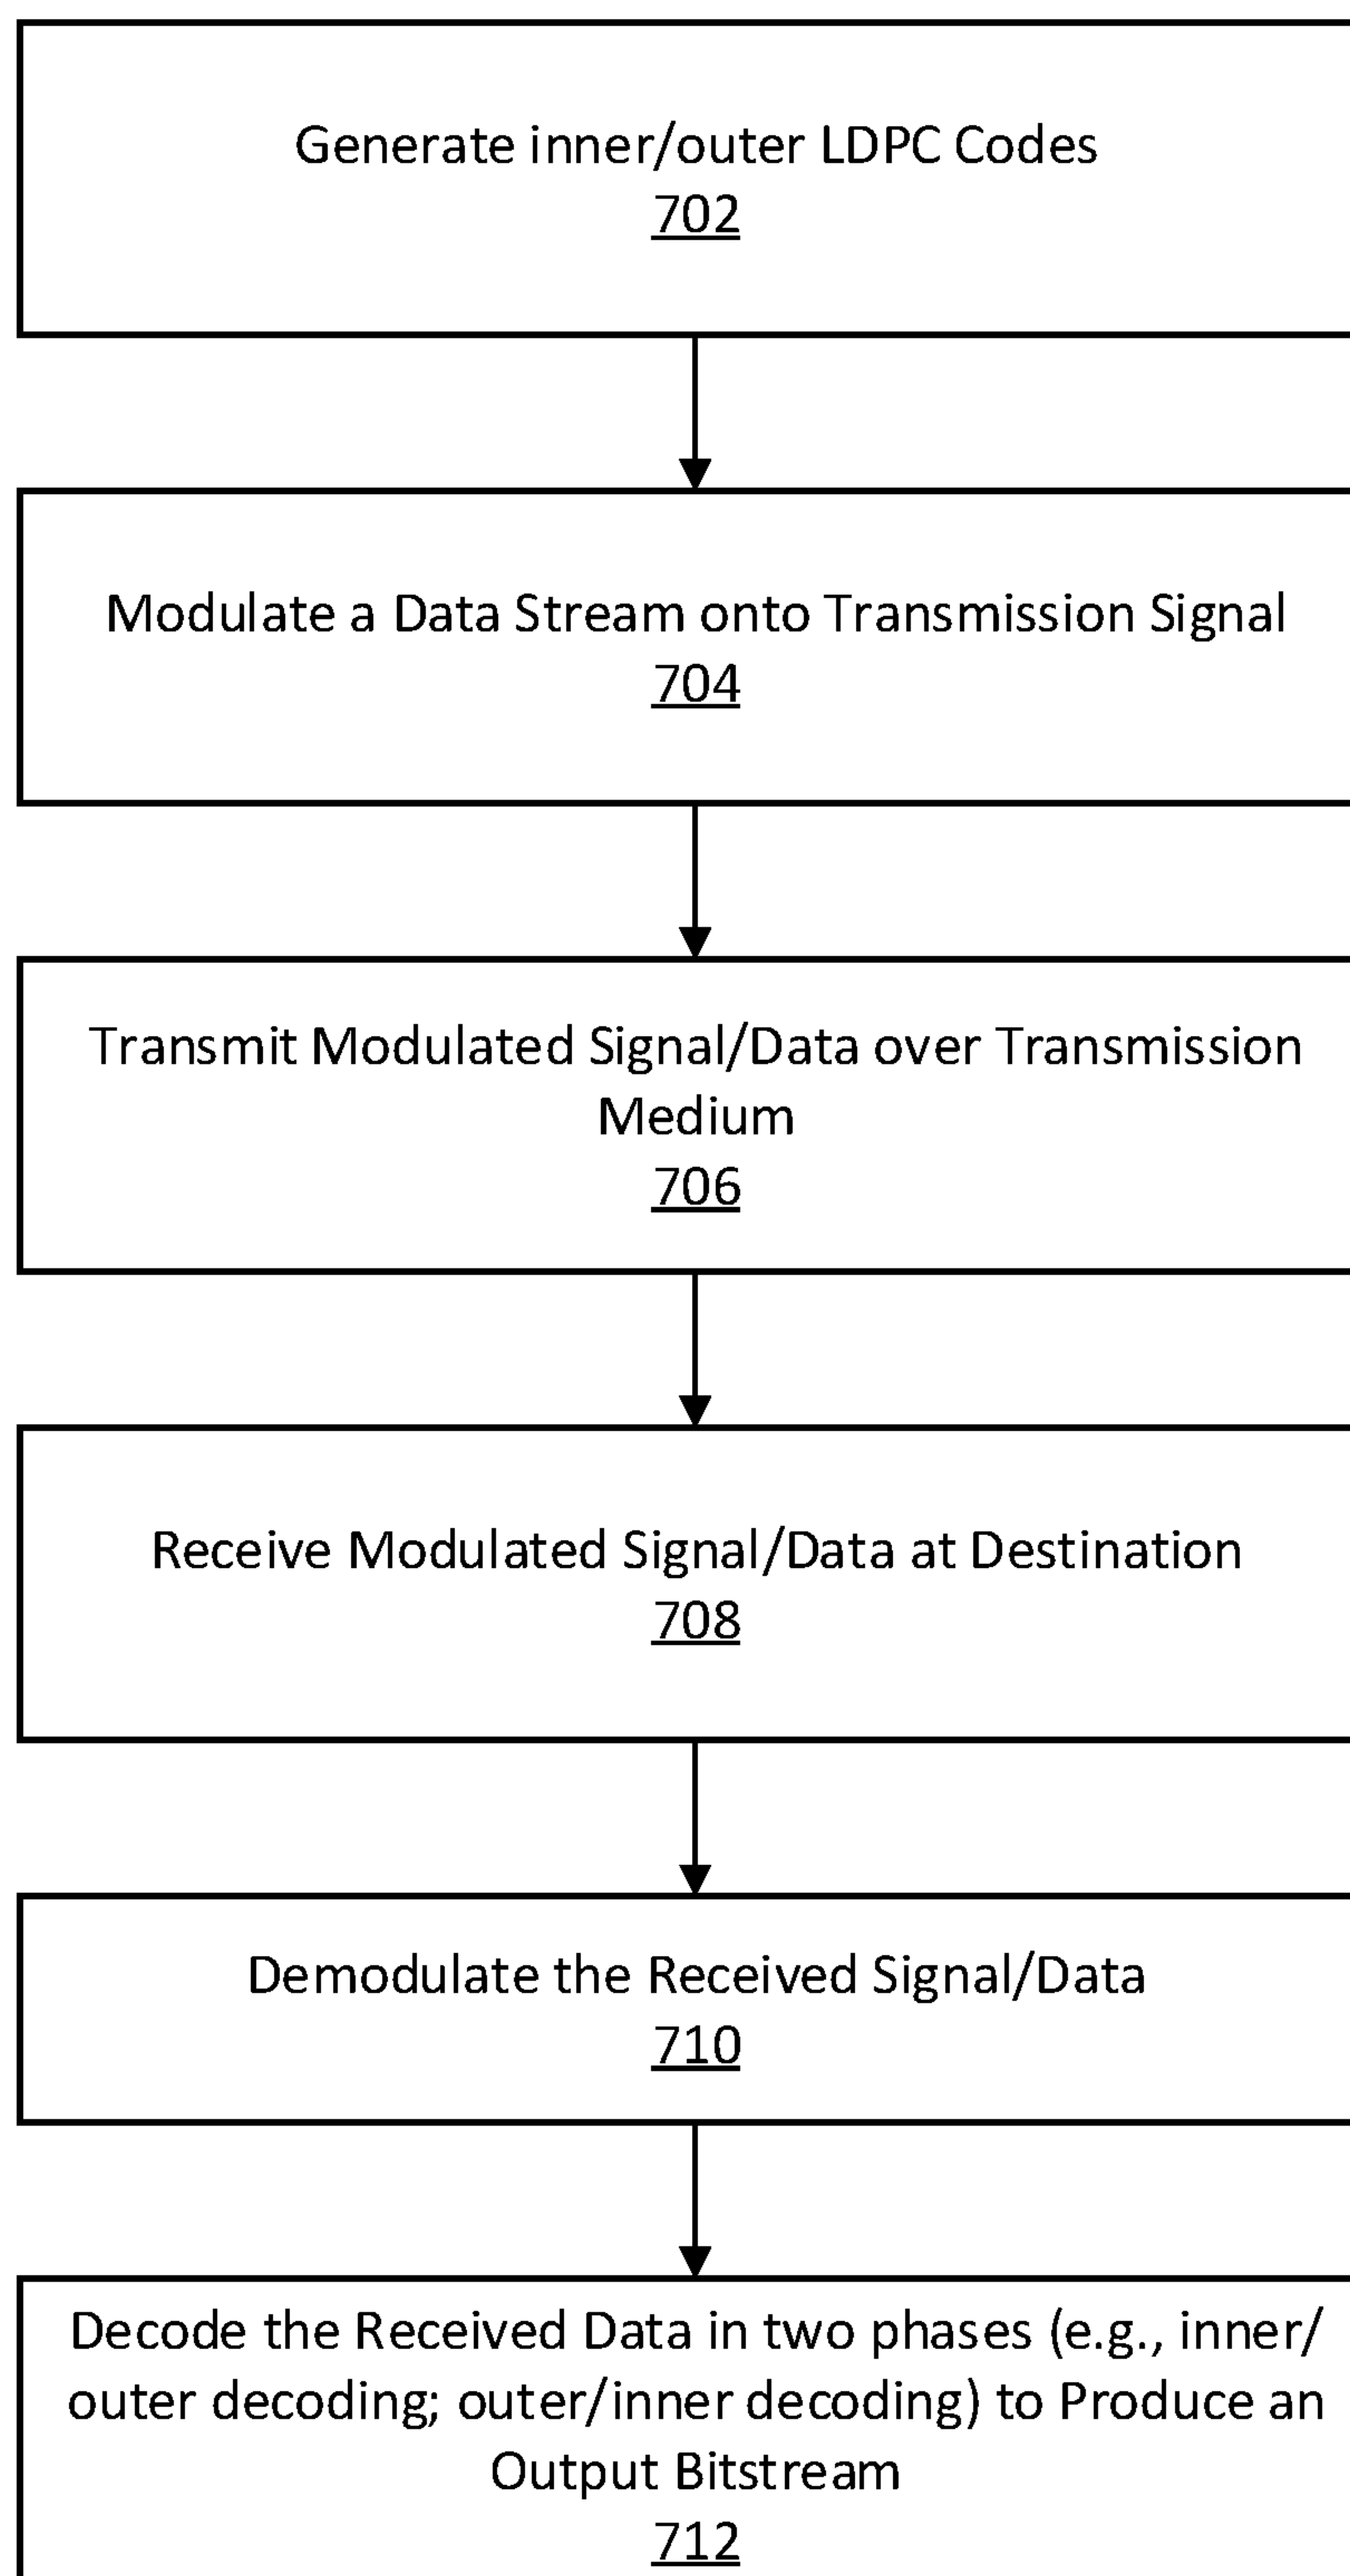 Generate inner/outer LDPC Codes
702
Modulate a Data Stream onto Transmission Signal
704
Transmit Modulated Signal/Data over Transmission
Medium
706
Receive Modulated Signal/Data at Destination
708
Demodulate the Received Signal/Data
710
Decode the Received Data in two phases (e.g., inner/
outer decoding; outer/inner decoding) to Produce an
Output Bitstream
712